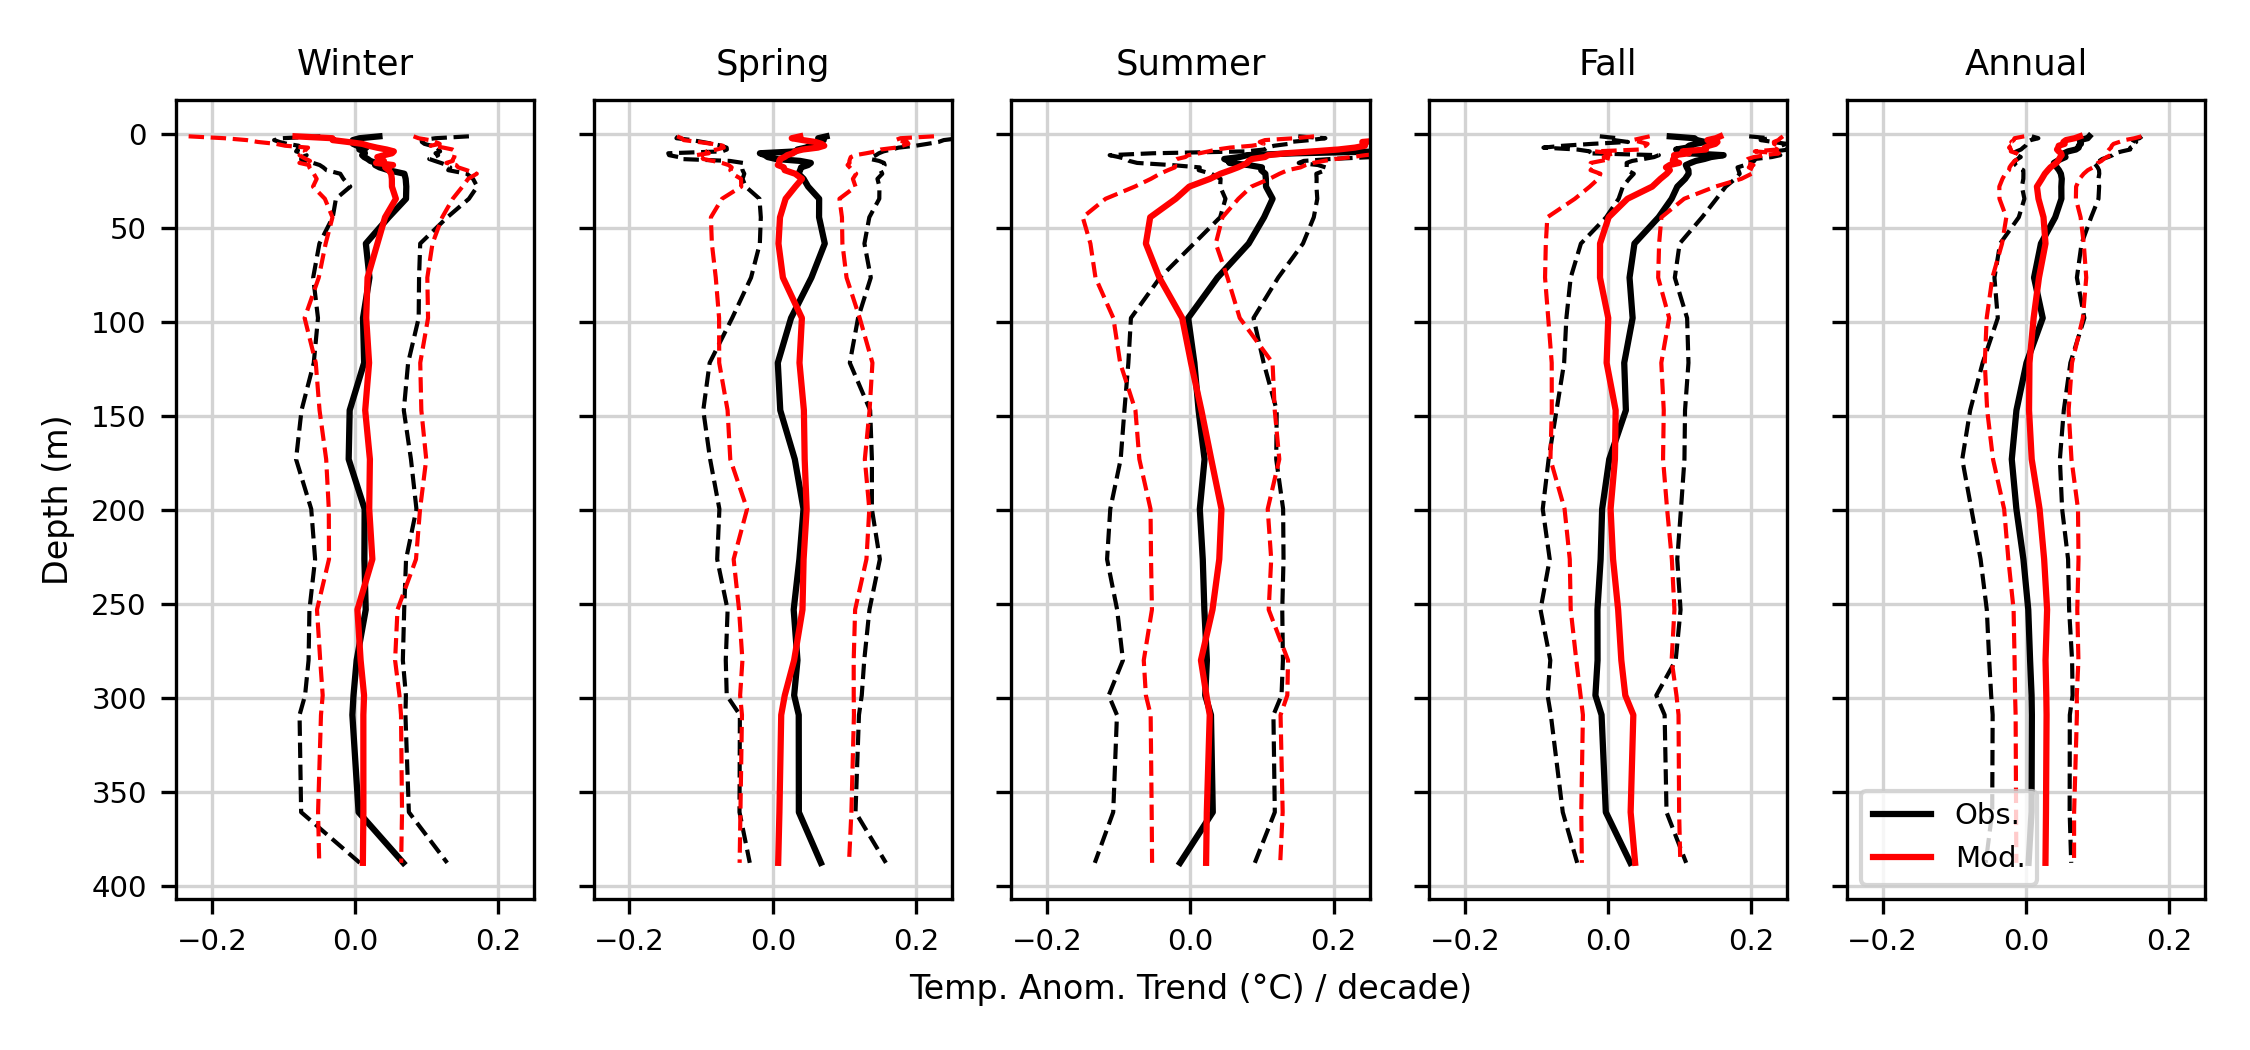 Winter Spring Summer Fall Annual
0
50
100
150
200
250
300
350
400
Depth (m)
Obs.
Mod.
−0.2 0.0 0.2 −0.2 0.0 0.2 −0.2 0.0 0.2 −0.2 0.0 0.2 −0.2 0.0 0.2
Temp. Anom. Trend (°C) / decade)